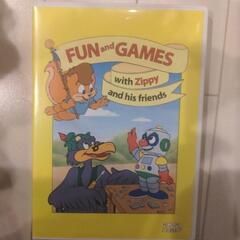 FUN and GAMES
with Zippy
and his friends